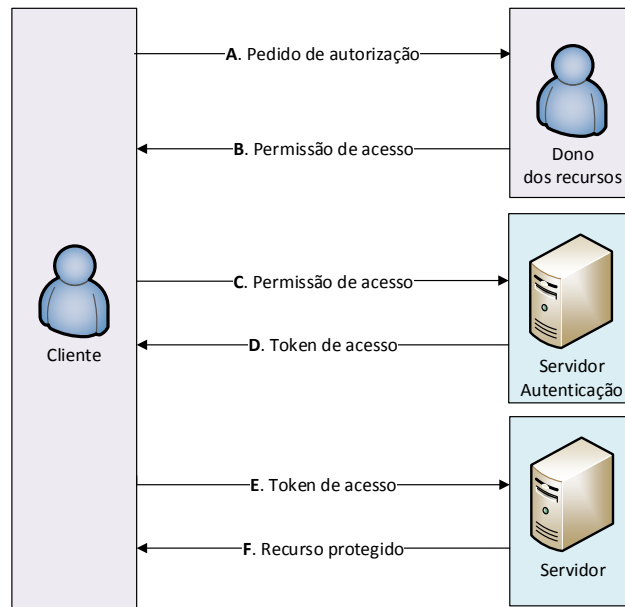 A. Pedido de autorização
B. Permissão de acesso
Dono
dos recursos
Cliente
C. Permissão de acesso
D. Token de acesso
Servidor
Autenticação
E. Token de acesso
F. Recurso protegido
Servidor